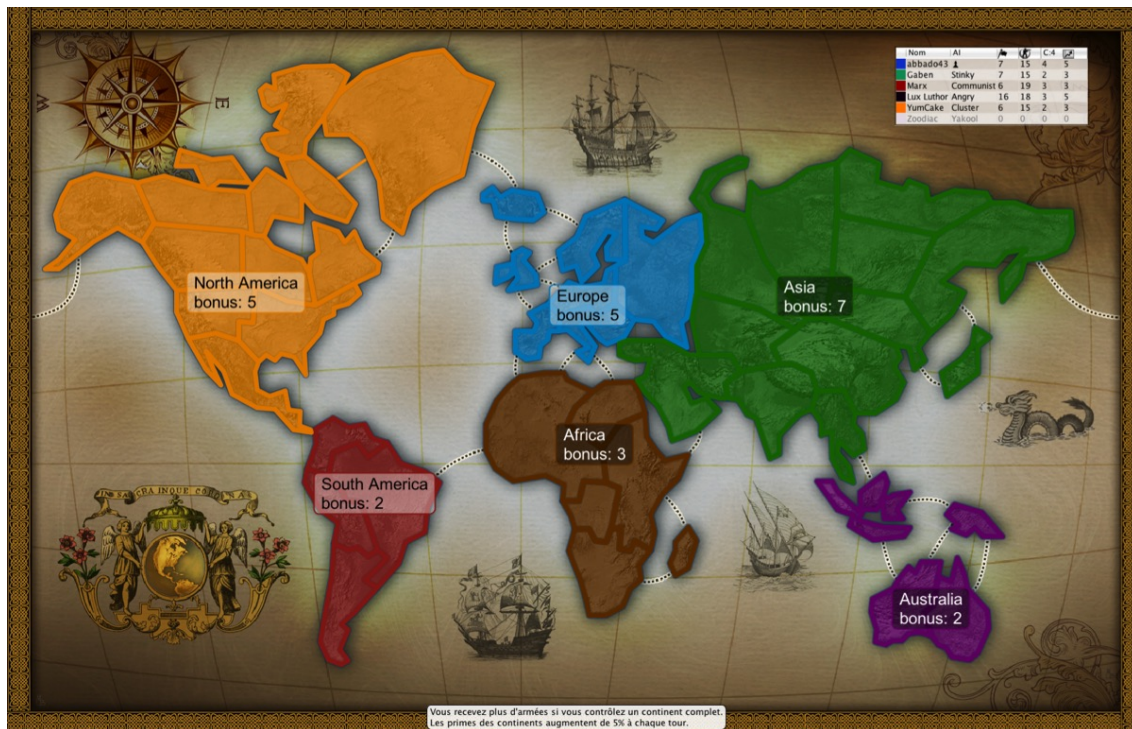 Nom AI C:4
abbado43 7 15 4 5
Gaben Stinky 7 15 2 3
Marx Communist 6 19 3 3
Lux Luthor Angry 16 18 3 5
YumCake Cluster 6 15 2 3
Zoodiac Yakool 0 0 0 0
E
W
North America
bonus: 5
Europe
bonus: 5
Asia
bonus: 7
Africa
bonus: 3
South America
bonus: 2
Australia
bonus: 2
Vous recevez plus d'armées si vous contrôlez un continent complet.
Les primes des continents augmentent de 5% à chaque tour.